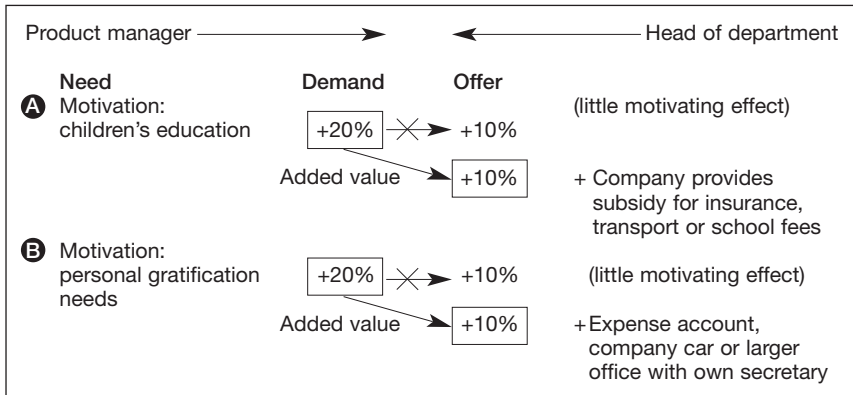 Product manager Head of department
Need Demand Offer
A Motivation:
children's education
+20% +10% (little motivating effect)
Added value +10% + Company provides
subsidy for insurance,
transport or school fees
B Motivation:
personal gratification
needs
+20% +10% (little motivating effect)
Added value +10% +Expense account,
company car or larger
office with own secretary